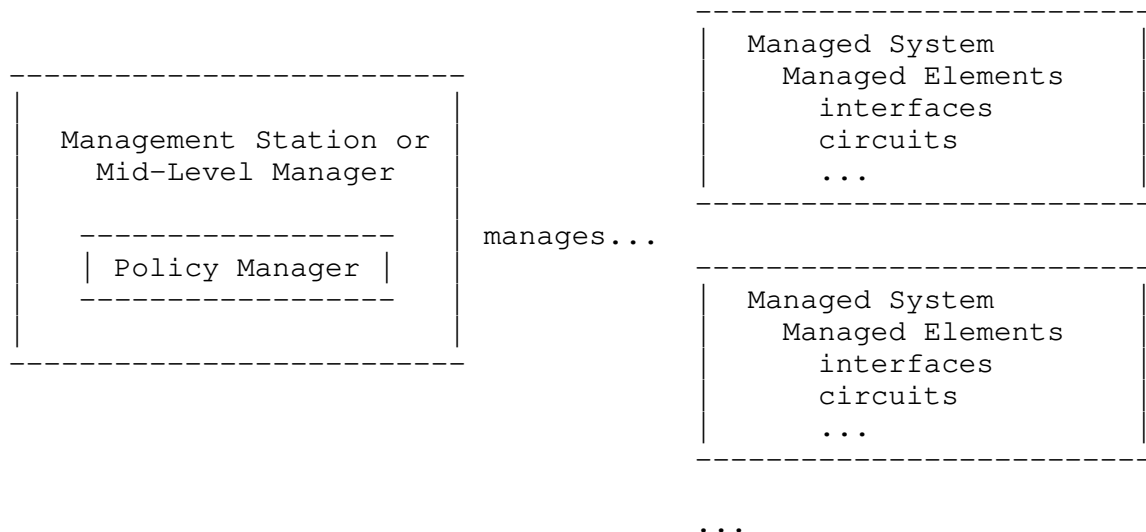 Managed System
Managed Elements
interfaces
circuits
...
Management Station or
Mid-Level Manager
Policy Manager
manages...
Managed System
Managed Elements
interfaces
circuits
...
...